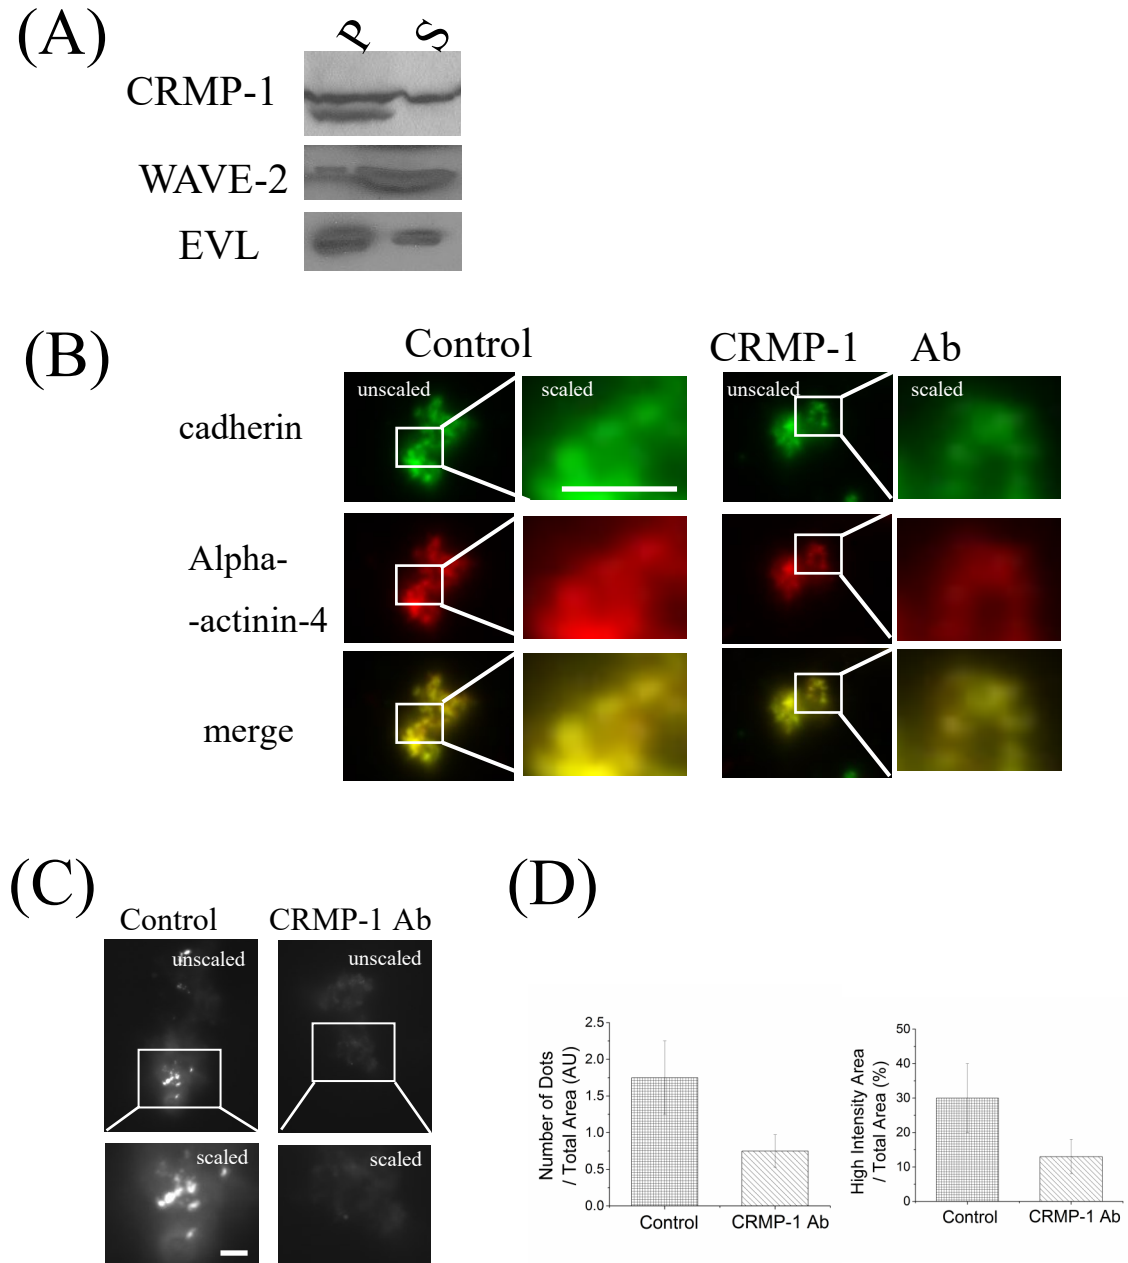 (A)
P S
CRMP-1
WAVE-2
EVL
(B)
Control CRMP-1 Ab
unscaled scaled unscaled scaled
cadherin
Alpha-
-actinin-4
merge
(C)
Control CRMP-1 Ab
unscaled unscaled
scaled scaled
(D)
Number of Dots
/ Total Area (AU)
2.5
2.0
1.5
1.0
0.5
0.0
Control CRMP-1 Ab
High Intensity Area
/ Total Area (%)
50
40
30
20
10
0
Control CRMP-1 Ab